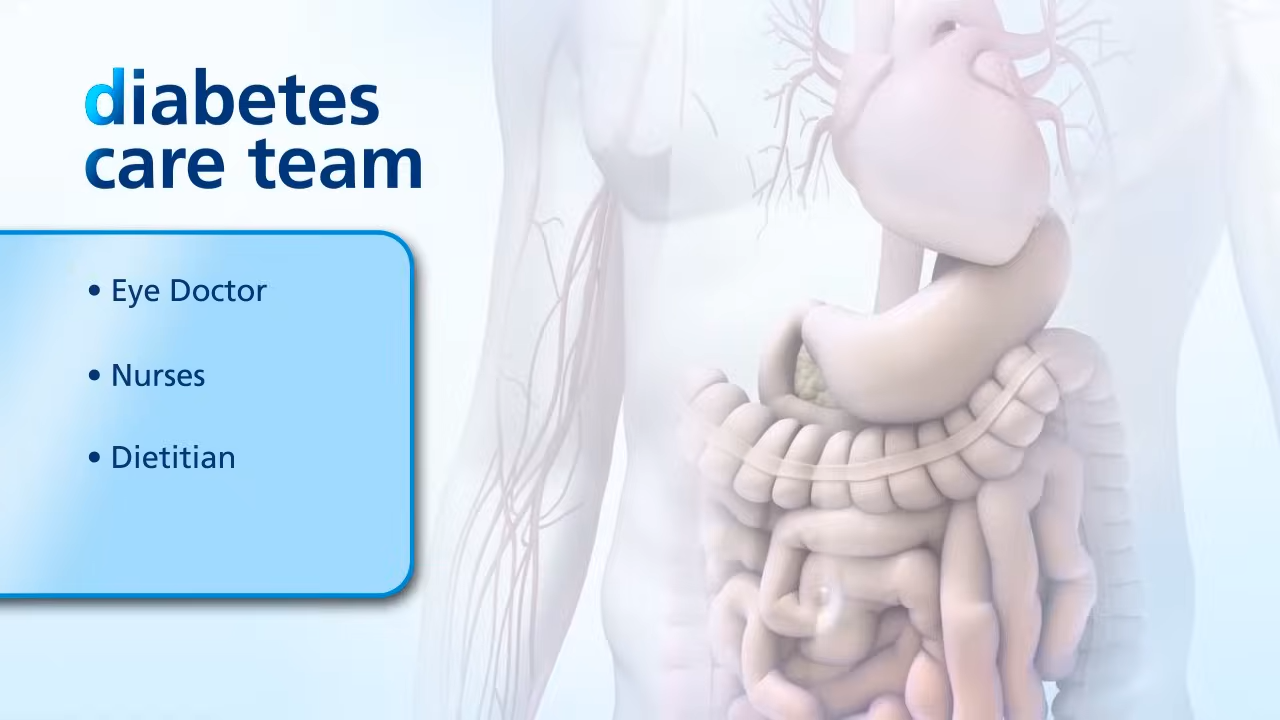 diabetes
care team
• Eye Doctor
• Nurses
• Dietitian